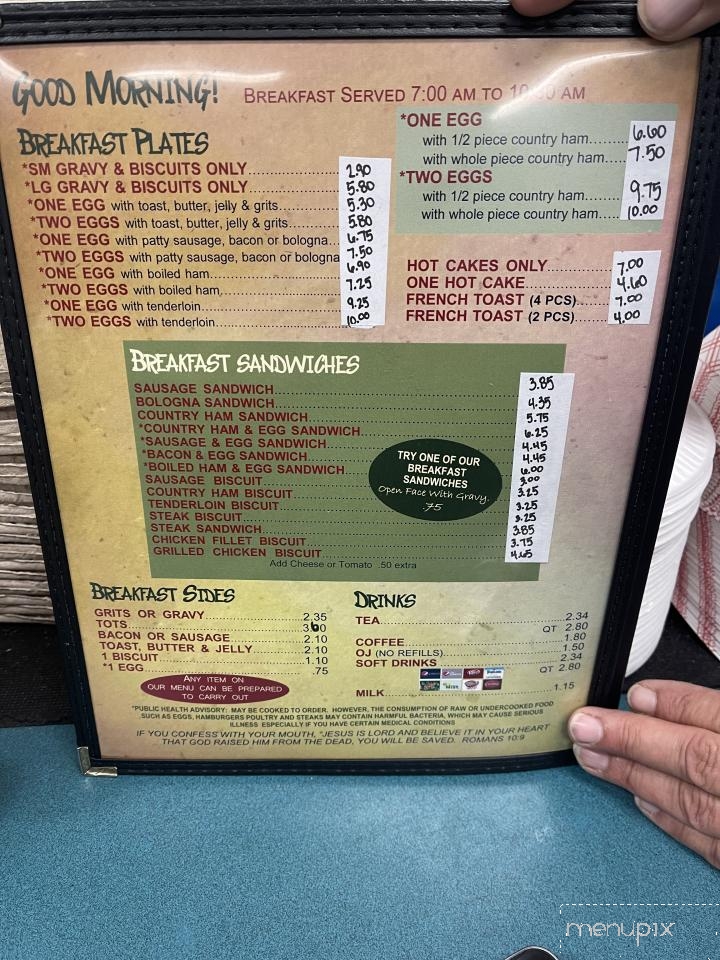 GOOD MORNING! BREAKFAST SERVED 7:00 AM TO
BREAKFAST PLATES
*SM GRAVY & BISCUITS ONLY 2.90
*LG GRAVY & BISCUITS ONLY 5.80
*ONE EGG with toast, butter, jelly & grits 5.30
*TWO EGGS with toast, butter, jelly & grits 5.80
*ONE EGG with patty sausage, bacon or bologna 6.75
*TWO EGGS with patty sausage, bacon or bologna 7.50
*ONE EGG with boiled ham 6.90
*TWO EGGS with boiled ham 7.25
*ONE EGG with tenderloin 9.25
*TWO EGGS with tenderloin 10.00
*ONE EGG
with 1/2 piece country ham 6.60
with whole piece country ham 7.50
*TWO EGGS
with 1/2 piece country ham 9.75
with whole piece country ham 10.00
HOT CAKES ONLY 7.00
ONE HOT CAKE 4.60
FRENCH TOAST (4 PCS) 7.00
FRENCH TOAST (2 PCS) 4.00
BREAKFAST SANDWICHES
SAUSAGE SANDWICH 3.85
BOLOGNA SANDWICH 4.35
COUNTRY HAM SANDWICH 5.75
*COUNTRY HAM & EGG SANDWICH 6.25
*SAUSAGE & EGG SANDWICH 4.45
*BACON & EGG SANDWICH 4.45
*BOILED HAM & EGG SANDWICH 6.00
SAUSAGE BISCUIT 3.00
COUNTRY HAM BISCUIT 3.25
TENDERLOIN BISCUIT 3.25
STEAK BISCUIT 3.25
STEAK SANDWICH 3.85
CHICKEN FILLET BISCUIT 3.75
GRILLED CHICKEN BISCUIT 4.65
Add Cheese or Tomato .50 extra
TRY ONE OF OUR
BREAKFAST
SANDWICHES
Open Face With Gravy.
.75
BREAKFAST SIDES
GRITS OR GRAVY 2.35
TOTS 3.60
BACON OR SAUSAGE 2.10
TOAST, BUTTER & JELLY 2.10
1 BISCUIT 1.10
*1 EGG .75
ANY ITEM ON
OUR MENU CAN BE PREPARED
TO CARRY OUT
DRINKS
TEA 2.34
QT 2.80
COFFEE 1.80
OJ (NO REFILLS) 1.50
SOFT DRINKS 2.34
QT 2.80
MILK 1.15
*PUBLIC HEALTH ADVISORY: MAY BE COOKED TO ORDER. HOWEVER, THE CONSUMPTION OF RAW OR UNDERCOOKED FOOD
SUCH AS EGGS, HAMBURGERS POULTRY AND STEAKS MAY CONTAIN HARMFUL BACTERIA, WHICH MAY CAUSE SERIOUS
ILLNESS ESPECIALLY IF YOU HAVE CERTAIN MEDICAL CONDITIONS
IF YOU CONFESS WITH YOUR MOUTH, "JESUS IS LORD AND BELIEVE IT IN YOUR HEART
THAT GOD RAISED HIM FROM THE DEAD, YOU WILL BE SAVED. ROMANS 10:9
menupix